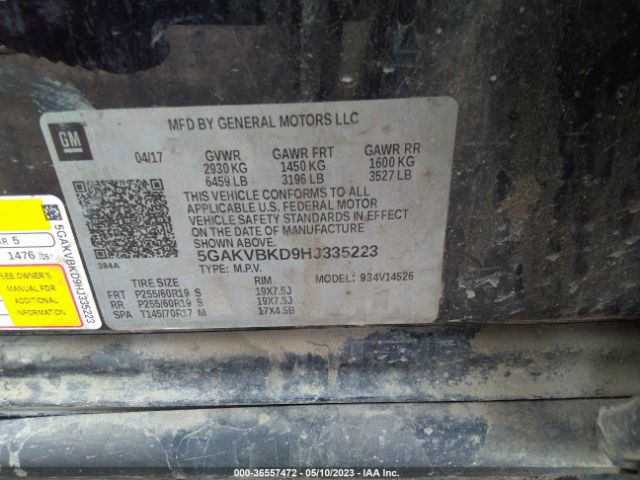 GM
MFD BY GENERAL MOTORS LLC
04/17 GVWR GAWR FRT GAWR RR
2930 KG 1450 KG 1600 KG
6459 LB 3196 LB 3527 LB
THIS VEHICLE CONFORMS TO ALL
APPLICABLE U.S. FEDERAL MOTOR
VEHICLE SAFETY STANDARDS IN EFFECT
ON THE DATE OF MANUFACTURE
SHOWN ABOVE.
384A
5GAKVBKD9HJ335223
TYPE: M.P.V. MODEL: 934V14526
TIRE SIZE RIM
FRT P255/60R19 S 19X7.5J
RR P255/60R19 S 19X7.5J
SPA T145/70R17 M 17X4.5B
AR 5
1476 lbs
SEE OWNER'S
MANUAL FOR
ADDITIONAL
INFORMATION
5GAKVBKD9HJ335223
000-36557472 — 05/10/2023 — IAA Inc.